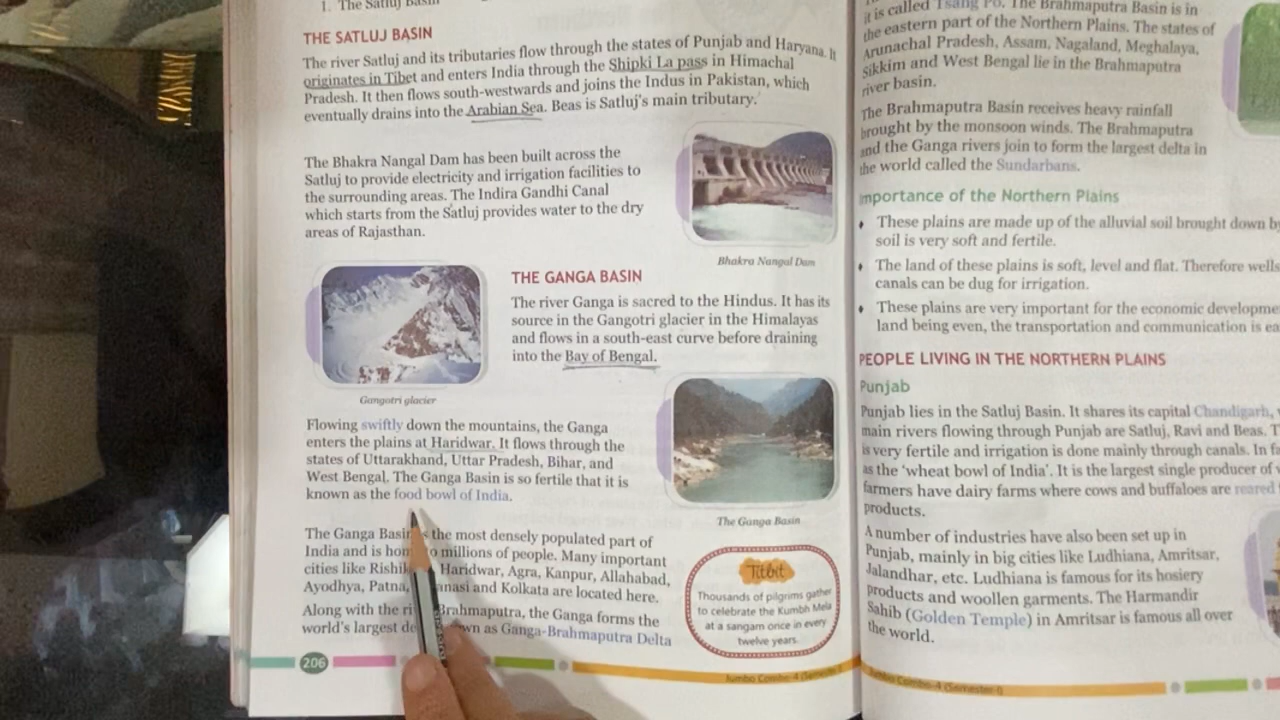 1. The Satluj Basin
THE SATLUJ BASIN
The river Satluj and its tributaries flow through the states of Punjab and Haryana. It
originates in Tibet and enters India through the Shipki La pass in Himachal
Pradesh. It then flows south-westwards and joins the Indus in Pakistan, which
eventually drains into the Arabian Sea. Beas is Satluj's main tributary.
The Bhakra Nangal Dam has been built across the
Satluj to provide electricity and irrigation facilities to
the surrounding areas. The Indira Gandhi Canal
which starts from the Satluj provides water to the dry
areas of Rajasthan.
Bhakra Nangal Dam
THE GANGA BASIN
The river Ganga is sacred to the Hindus. It has its
source in the Gangotri glacier in the Himalayas
and flows in a south-east curve before draining
into the Bay of Bengal.
Gangotri glacier
Flowing swiftly down the mountains, the Ganga
enters the plains at Haridwar. It flows through the
states of Uttarakhand, Uttar Pradesh, Bihar, and
West Bengal. The Ganga Basin is so fertile that it is
known as the food bowl of India.
The Ganga Basin
The Ganga Basin the most densely populated part of
India and is to millions of people. Many important
cities like Haridwar, Agra, Kanpur, Allahabad,
Ayodhya, Patna, and Kolkata are located here.
Along with the Brahmaputra, the Ganga forms the
world's largest as Ganga-Brahmaputra Delta
Titbit
Thousands of pilgrims gather
to celebrate the Kumbh Mela
at a sangam once in every
twelve years.
206
Jumbo Combo-4 (Semester-I)
it is called Tsang Po. The Brahmaputra Basin is in
the eastern part of the Northern Plains. The states of
Arunachal Pradesh, Assam, Nagaland, Meghalaya,
Sikkim and West Bengal lie in the Brahmaputra
river basin.
The Brahmaputra Basin receives heavy rainfall
brought by the monsoon winds. The Brahmaputra
and the Ganga rivers join to form the largest delta in
the world called the Sundarbans.
Importance of the Northern Plains
• These plains are made up of the alluvial soil brought down by
soil is very soft and fertile.
• The land of these plains is soft, level and flat. Therefore wells
canals can be dug for irrigation.
• These plains are very important for the economic developme
land being even, the transportation and communication is ea
PEOPLE LIVING IN THE NORTHERN PLAINS
Punjab
Punjab lies in the Satluj Basin. It shares its capital Chandigarh,
main rivers flowing through Punjab are Satluj, Ravi and Beas. T
is very fertile and irrigation is done mainly through canals. In fa
as the 'wheat bowl of India'. It is the largest single producer of
farmers have dairy farms where cows and buffaloes are reared
products.
A number of industries have also been set up in
Punjab, mainly in big cities like Ludhiana, Amritsar,
Jalandhar, etc. Ludhiana is famous for its hosiery
products and woollen garments. The Harmandir
Sahib (Golden Temple) in Amritsar is famous all over
the world.
Jumbo Combo-4 (Semester-I)